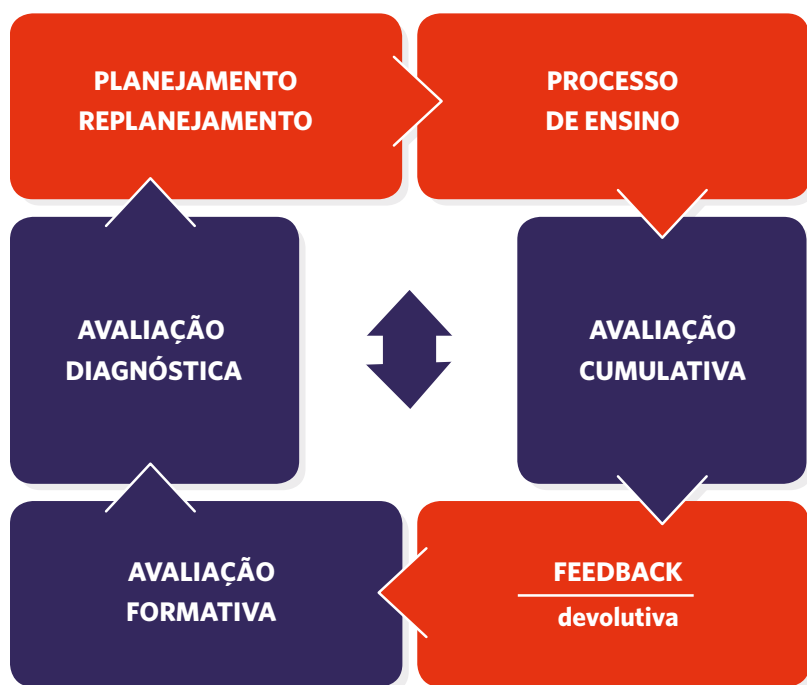 PLANEJAMENTO
REPLANEJAMENTO
PROCESSO
DE ENSINO
AVALIAÇÃO
DIAGNÓSTICA
AVALIAÇÃO
CUMULATIVA
AVALIAÇÃO
FORMATIVA
FEEDBACK
devolutiva